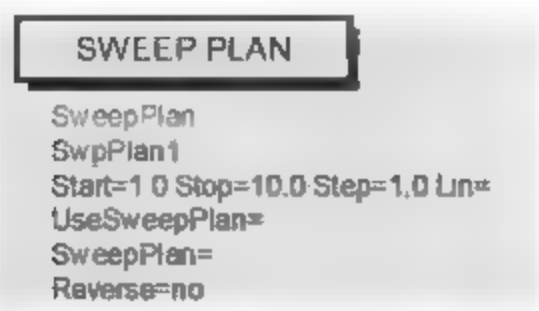 SWEEP PLAN
SweepPlan
SwpPlan1
Start=1.0 Stop=10.0 Step=1.0 Lin=
UseSweepPlan=
SweepPlan=
Reverse=no